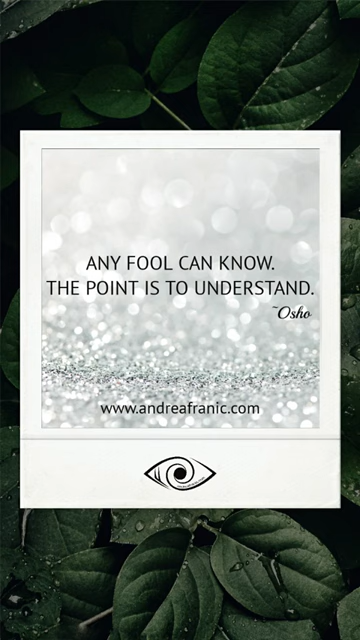 ANY FOOL CAN KNOW.
THE POINT IS TO UNDERSTAND.
~Osho
www.andreafranic.com